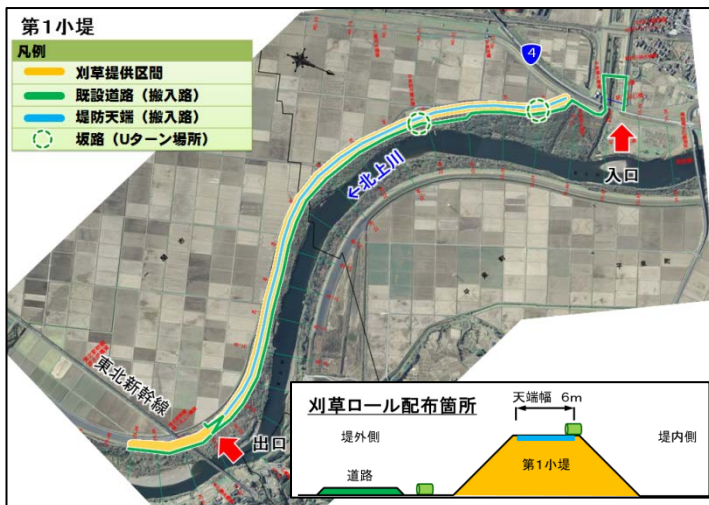 第1小堤
凡例
刈草提供区間
既設道路（搬入路）
堤防天端（搬入路）
坂路（Uターン場所）
4
←北上川
入口
東北新幹線
出口
刈草ロール配布箇所
天端幅 6m
堤外側
堤内側
道路
第1小堤